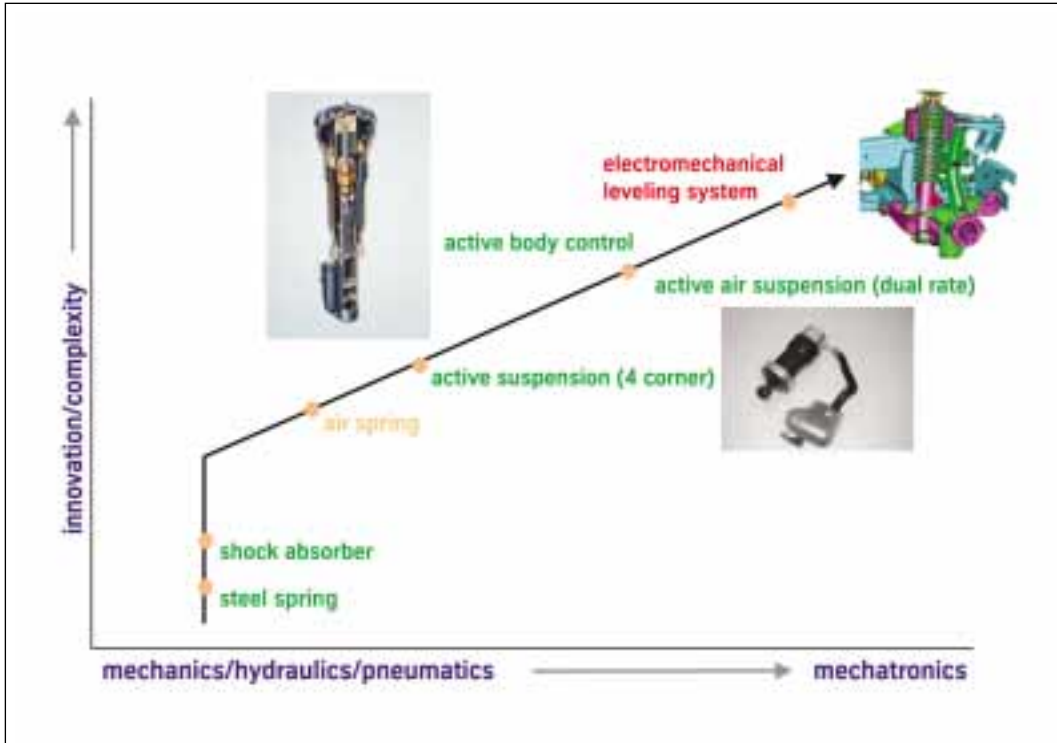 electromechanical
leveling system
active body control
active air suspension (dual rate)
active suspension (4 corner)
air spring
shock absorber
steel spring
innovation/complexity
mechanics/hydraulics/pneumatics
mechatronics